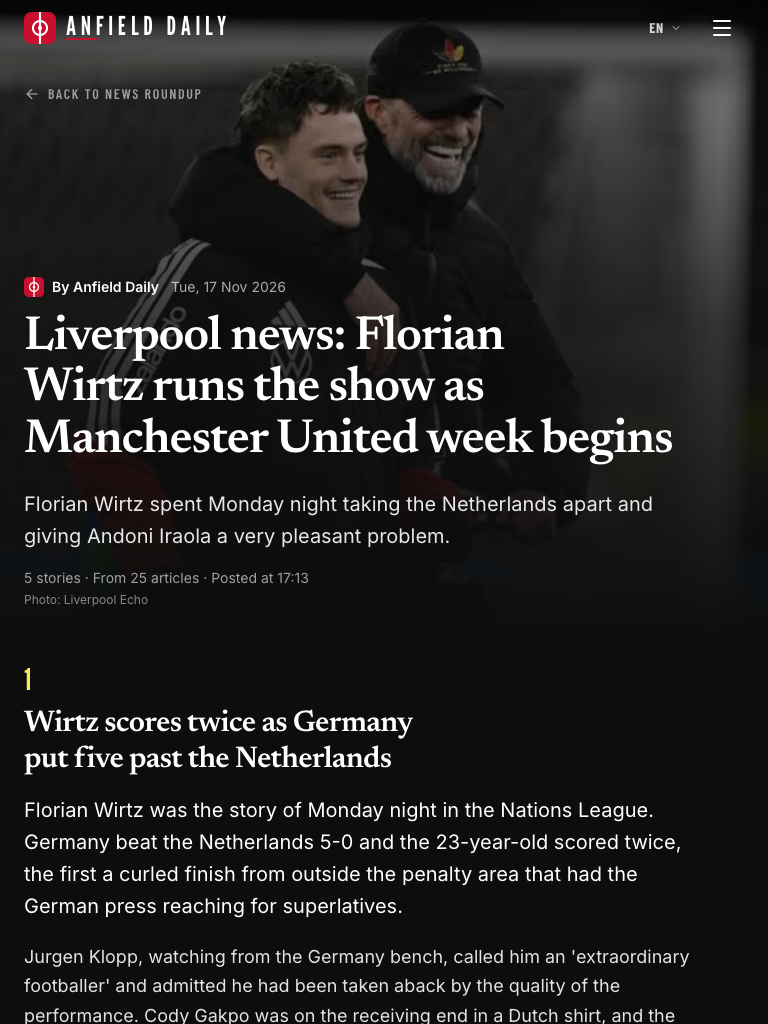 ANFIELD DAILY
EN
BACK TO NEWS ROUNDUP
By Anfield Daily Tue, 17 Nov 2026
Liverpool news: Florian
Wirtz runs the show as
Manchester United week begins
Florian Wirtz spent Monday night taking the Netherlands apart and
giving Andoni Iraola a very pleasant problem.
5 stories · From 25 articles · Posted at 17:13
Photo: Liverpool Echo
1
Wirtz scores twice as Germany
put five past the Netherlands
Florian Wirtz was the story of Monday night in the Nations League.
Germany beat the Netherlands 5-0 and the 23-year-old scored twice,
the first a curled finish from outside the penalty area that had the
German press reaching for superlatives.
Jurgen Klopp, watching from the Germany bench, called him an 'extraordinary
footballer' and admitted he had been taken aback by the quality of the
performance. Cody Gakpo was on the receiving end in a Dutch shirt, and the